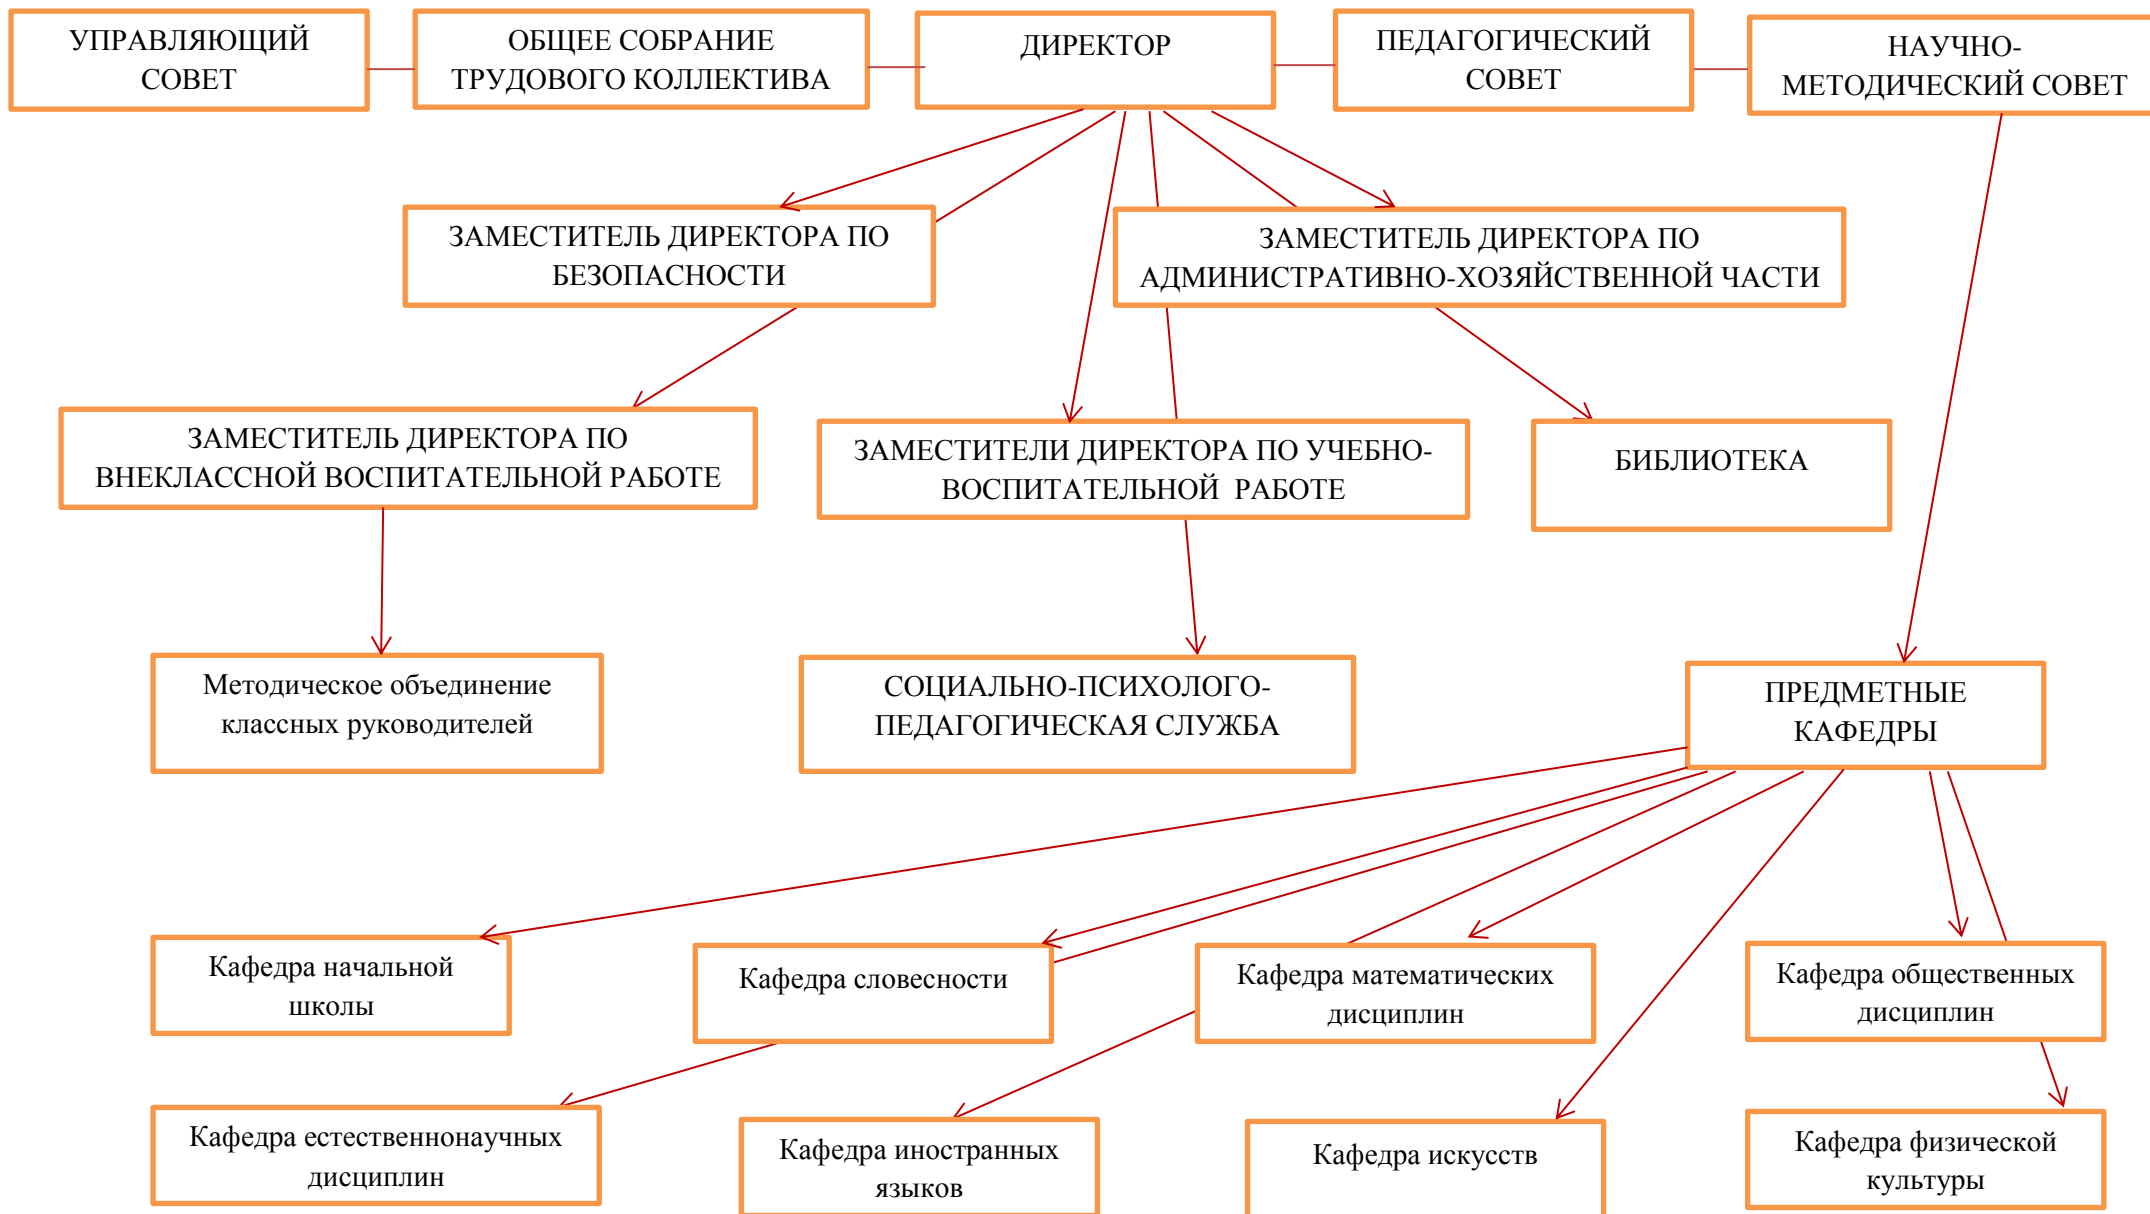 УПРАВЛЯЮЩИЙ
СОВЕТ
ОБЩЕЕ СОБРАНИЕ
ТРУДОВОГО КОЛЛЕКТИВА
ДИРЕКТОР
ПЕДАГОГИЧЕСКИЙ
СОВЕТ
НАУЧНО-
МЕТОДИЧЕСКИЙ СОВЕТ
ЗАМЕСТИТЕЛЬ ДИРЕКТОРА ПО
БЕЗОПАСНОСТИ
ЗАМЕСТИТЕЛЬ ДИРЕКТОРА ПО
АДМИНИСТРАТИВНО-ХОЗЯЙСТВЕННОЙ ЧАСТИ
ЗАМЕСТИТЕЛЬ ДИРЕКТОРА ПО
ВНЕКЛАССНОЙ ВОСПИТАТЕЛЬНОЙ РАБОТЕ
ЗАМЕСТИТЕЛИ ДИРЕКТОРА ПО УЧЕБНО-
ВОСПИТАТЕЛЬНОЙ РАБОТЕ
БИБЛИОТЕКА
Методическое объединение
классных руководителей
СОЦИАЛЬНО-ПСИХОЛОГО-
ПЕДАГОГИЧЕСКАЯ СЛУЖБА
ПРЕДМЕТНЫЕ
КАФЕДРЫ
Кафедра начальной
школы
Кафедра словесности
Кафедра математических
дисциплин
Кафедра общественных
дисциплин
Кафедра естественнонаучных
дисциплин
Кафедра иностранных
языков
Кафедра искусств
Кафедра физической
культуры